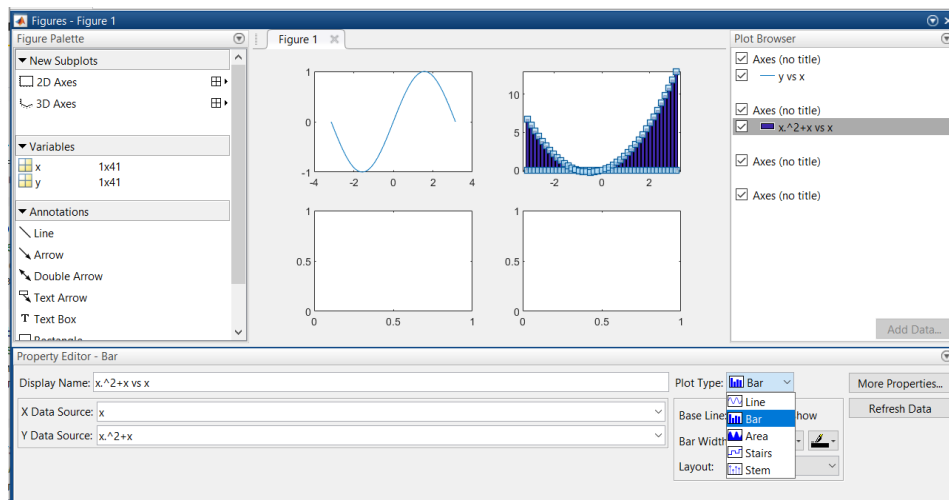 Figures - Figure 1
Figure Palette
New Subplots
2D Axes
3D Axes
Variables
x 1x41
y 1x41
Annotations
Line
Arrow
Double Arrow
Text Arrow
T Text Box
Rectangle
Figure 1
1
0
-1
-4 -2 0 2 4
10
5
0
-2 0 2
1
0.5
0
0 0.5 1
1
0.5
0
0 0.5 1
Plot Browser
Axes (no title)
y vs x
Axes (no title)
x.^2+x vs x
Axes (no title)
Axes (no title)
Add Data...
Property Editor - Bar
Display Name: x.^2+x vs x
X Data Source: x
Y Data Source: x.^2+x
Plot Type: Bar
Line
Bar
Area
Stairs
Stem
Base Line:
Bar Width
Layout:
More Properties...
Refresh Data